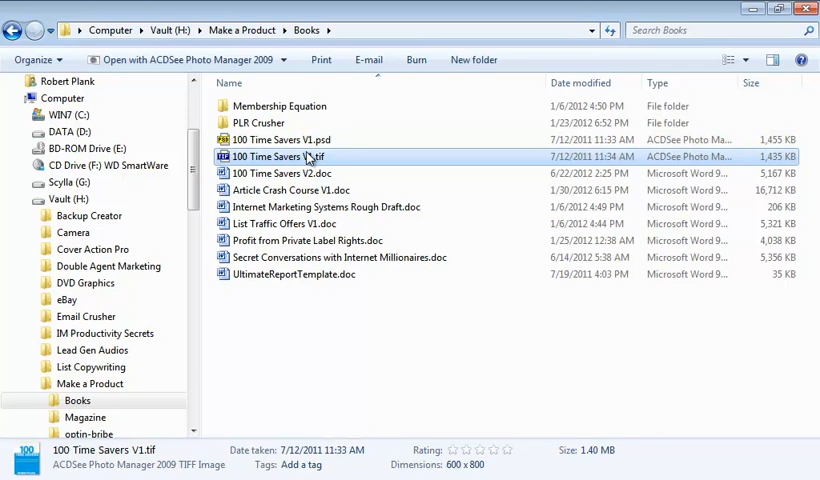 Computer ▸ Vault (H:) ▸ Make a Product ▸ Books ▸
Search Books
Organize
Open with ACDSee Photo Manager 2009
Print
E-mail
Burn
New folder
Robert Plank
Computer
WIN7 (C:)
DATA (D:)
BD-ROM Drive (E:)
CD Drive (F:) WD SmartWare
Scylla (G:)
Vault (H:)
Backup Creator
Camera
Cover Action Pro
Double Agent Marketing
DVD Graphics
eBay
Email Crusher
IM Productivity Secrets
Lead Gen Audios
List Copywriting
Make a Product
Books
Magazine
optin-bribe
Name Date modified Type Size
Membership Equation 1/6/2012 4:50 PM File folder
PLR Crusher 1/23/2012 6:52 PM File folder
100 Time Savers V1.psd 7/12/2011 11:33 AM ACDSee Photo Ma... 1,455 KB
100 Time Savers V1.tif 7/12/2011 11:34 AM ACDSee Photo Ma... 1,435 KB
100 Time Savers V2.doc 6/22/2012 2:25 PM Microsoft Word 9... 5,167 KB
Article Crash Course V1.doc 1/30/2012 6:15 PM Microsoft Word 9... 16,712 KB
Internet Marketing Systems Rough Draft.doc 1/6/2012 4:49 PM Microsoft Word 9... 206 KB
List Traffic Offers V1.doc 1/6/2012 4:44 PM Microsoft Word 9... 5,321 KB
Profit from Private Label Rights.doc 1/25/2012 12:38 AM Microsoft Word 9... 4,038 KB
Secret Conversations with Internet Millionaires.doc 6/14/2012 5:38 AM Microsoft Word 9... 5,356 KB
UltimateReportTemplate.doc 7/19/2011 4:03 PM Microsoft Word 9... 35 KB
100
100 Time Savers V1.tif
ACDSee Photo Manager 2009 TIFF Image
Date taken: 7/12/2011 11:33 AM
Tags: Add a tag
Rating:
Dimensions: 600 x 800
Size: 1.40 MB